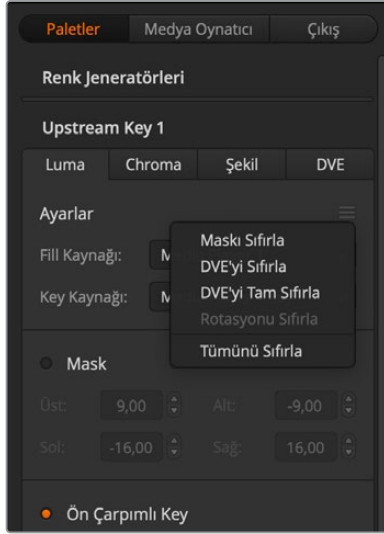 Paletler Medya Oynatıcı Çıkış
Renk Jeneratörleri
Upstream Key 1
Luma Chroma Şekil DVE
Ayarlar
Fill Kaynağı: M
Maskı Sıfırla
DVE'yi Sıfırla
Key Kaynağı: M
DVE'yi Tam Sıfırla
Rotasyonu Sıfırla
Tümünü Sıfırla
Mask
Üst: 9,00 Alt: -9,00
Sol: -16,00 Sağ: 16,00
Ön Çarpımlı Key